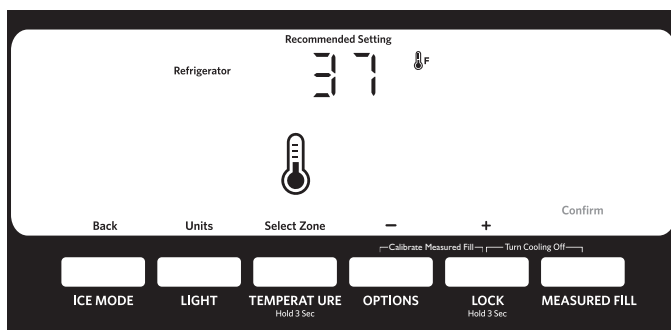 Recommended Setting
Refrigerator 37 F
Back Units Select Zone – + Confirm
Calibrate Measured Fill Turn Cooling Off
ICE MODE LIGHT TEMPERAT URE OPTIONS LOCK MEASURED FILL
Hold 3 Sec Hold 3 Sec